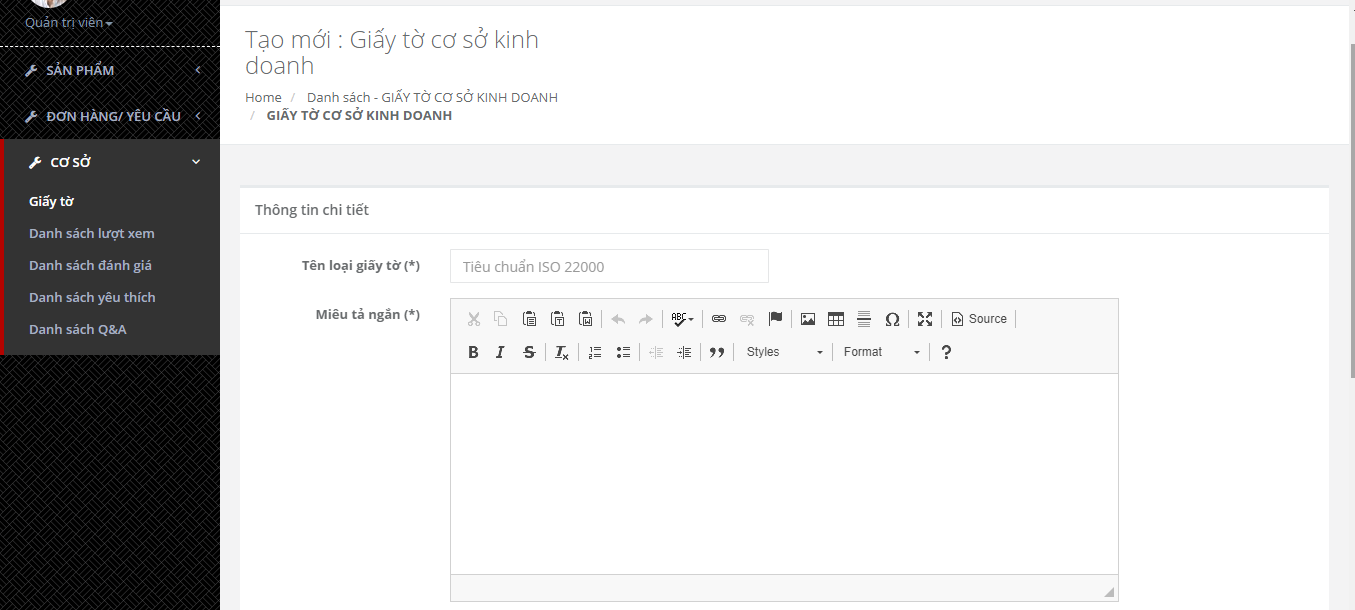 Quản trị viên
SẢN PHẨM
ĐƠN HÀNG/ YÊU CẦU
CƠ SỞ
Giấy tờ
Danh sách lượt xem
Danh sách đánh giá
Danh sách yêu thích
Danh sách Q&A
Tạo mới : Giấy tờ cơ sở kinh
doanh
Home / Danh sách - GIẤY TỜ CƠ SỞ KINH DOANH
/ GIẤY TỜ CƠ SỞ KINH DOANH
Thông tin chi tiết
Tên loại giấy tờ (*) Tiêu chuẩn ISO 22000
Miêu tả ngắn (*)
ABC Ω Source
B I S Tx Styles Format ?